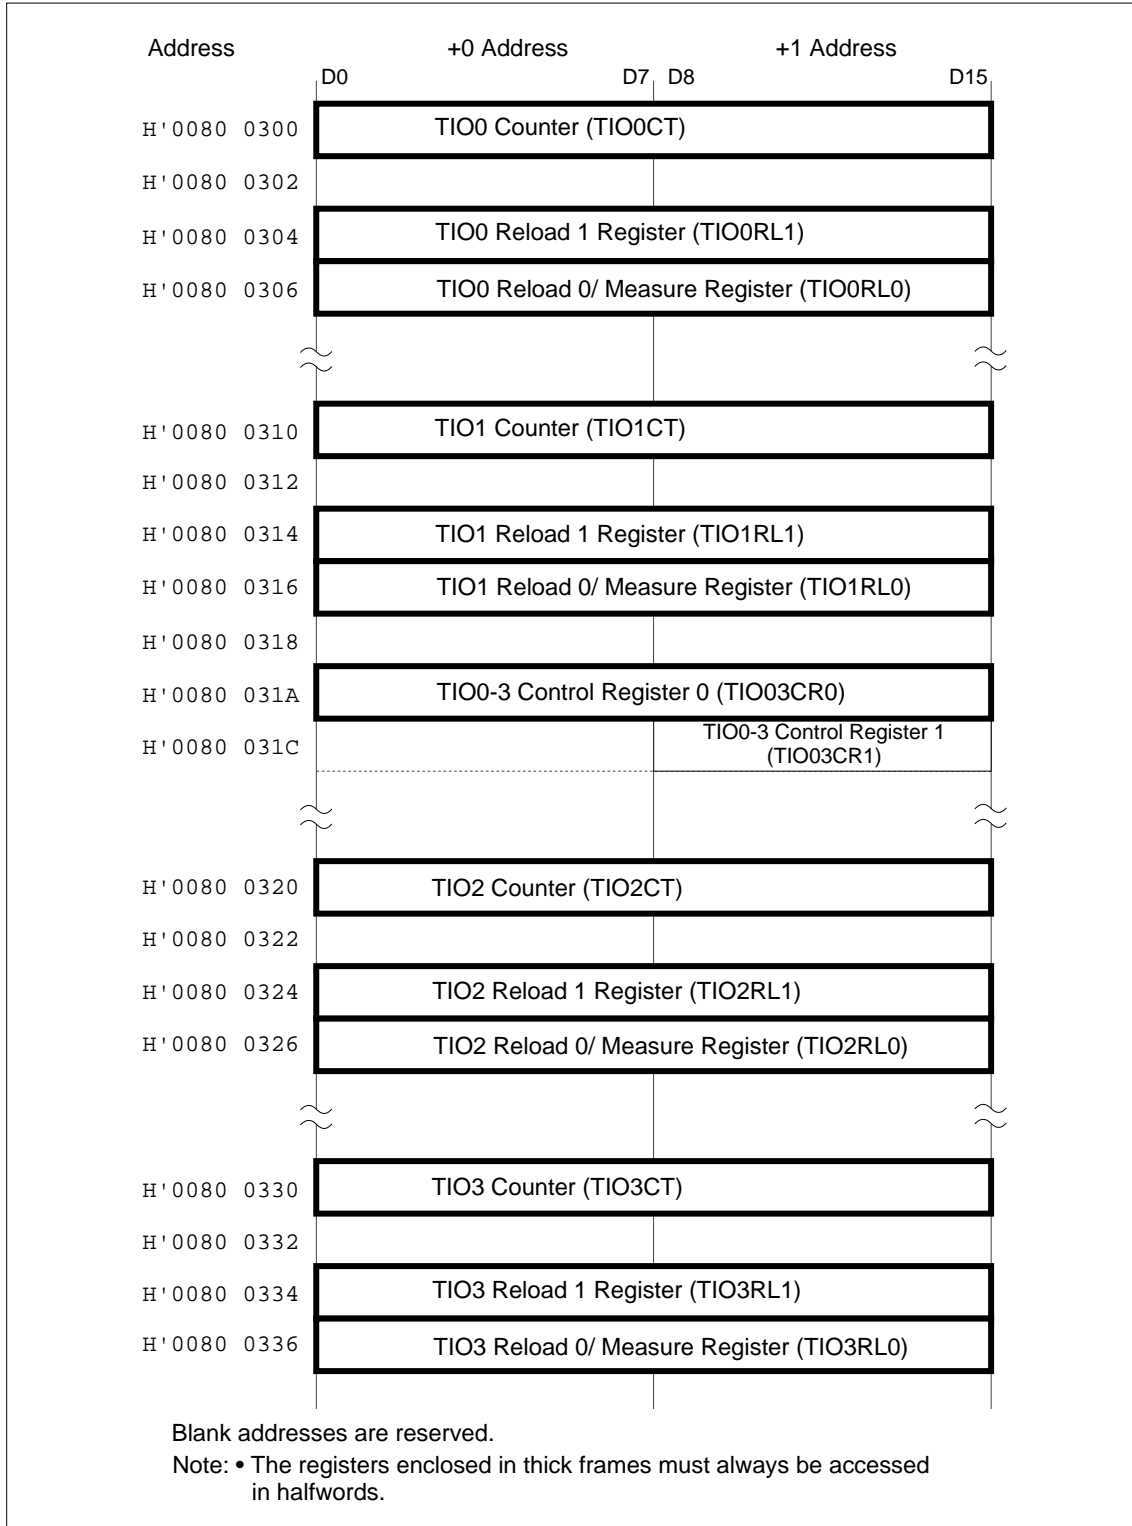 Address +0 Address +1 Address
D0 D7 D8 D15
H'0080 0300 TIO0 Counter (TIO0CT)
H'0080 0302
H'0080 0304 TIO0 Reload 1 Register (TIO0RL1)
H'0080 0306 TIO0 Reload 0/ Measure Register (TIO0RL0)
H'0080 0310 TIO1 Counter (TIO1CT)
H'0080 0312
H'0080 0314 TIO1 Reload 1 Register (TIO1RL1)
H'0080 0316 TIO1 Reload 0/ Measure Register (TIO1RL0)
H'0080 0318
H'0080 031A TIO0-3 Control Register 0 (TIO03CR0)
H'0080 031C TIO0-3 Control Register 1
(TIO03CR1)
H'0080 0320 TIO2 Counter (TIO2CT)
H'0080 0322
H'0080 0324 TIO2 Reload 1 Register (TIO2RL1)
H'0080 0326 TIO2 Reload 0/ Measure Register (TIO2RL0)
H'0080 0330 TIO3 Counter (TIO3CT)
H'0080 0332
H'0080 0334 TIO3 Reload 1 Register (TIO3RL1)
H'0080 0336 TIO3 Reload 0/ Measure Register (TIO3RL0)
Blank addresses are reserved.
Note: • The registers enclosed in thick frames must always be accessed
in halfwords.